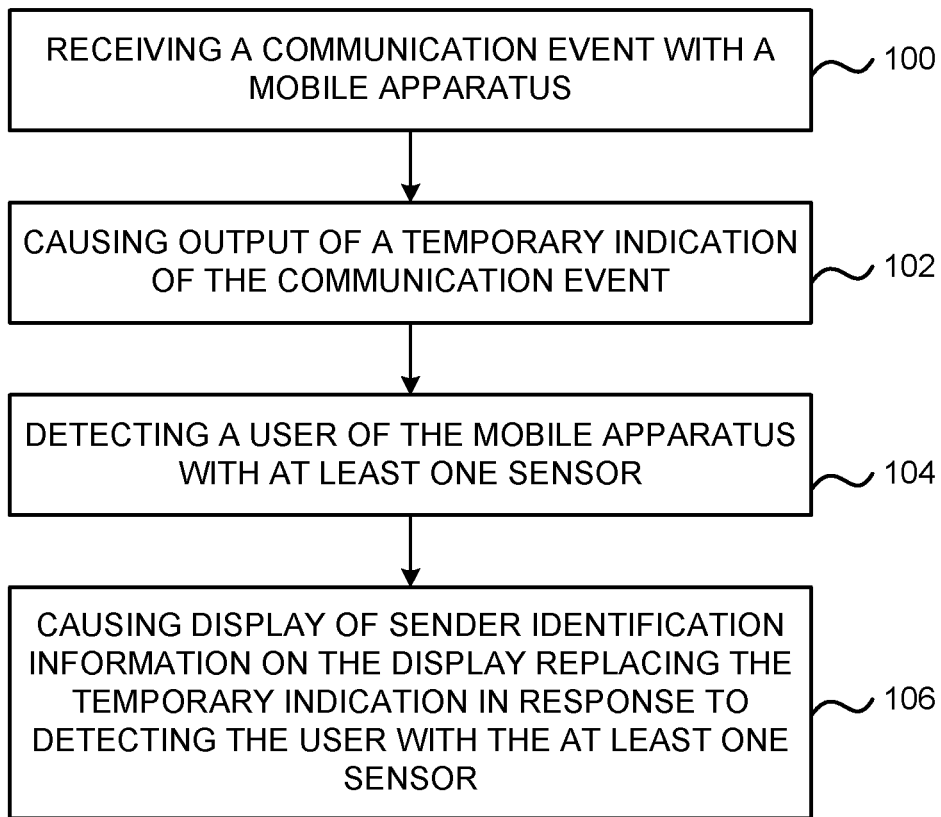 RECEIVING A COMMUNICATION EVENT WITH A
MOBILE APPARATUS
100
CAUSING OUTPUT OF A TEMPORARY INDICATION
OF THE COMMUNICATION EVENT
102
DETECTING A USER OF THE MOBILE APPARATUS
WITH AT LEAST ONE SENSOR
104
CAUSING DISPLAY OF SENDER IDENTIFICATION
INFORMATION ON THE DISPLAY REPLACING THE
TEMPORARY INDICATION IN RESPONSE TO
DETECTING THE USER WITH THE AT LEAST ONE
SENSOR
106